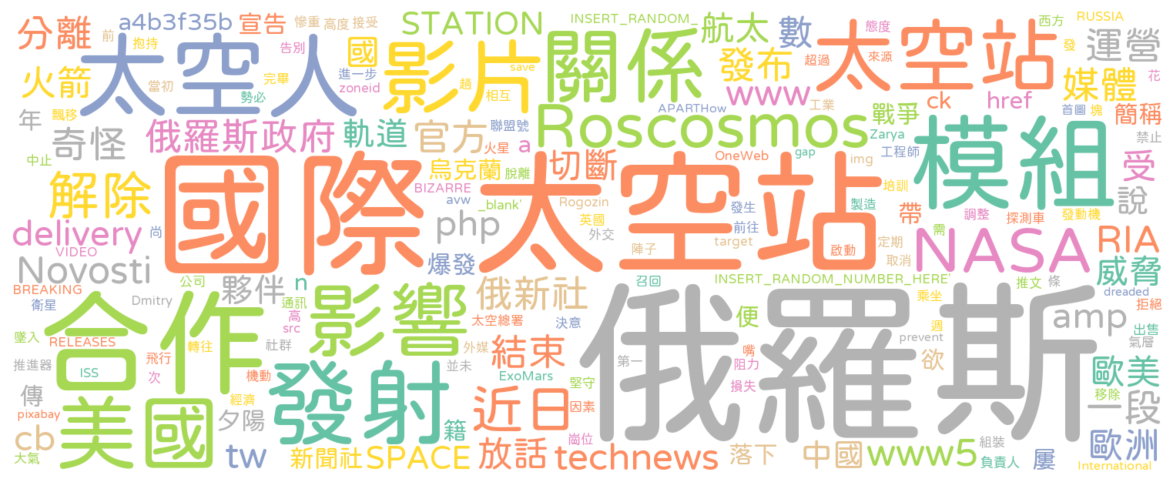 a4b3f35b 宣告 慘重 高度 接受 STATION INSERT_RANDOM_ 航太 態度 西方 RUSSIA
分離 前 抱持 告別 國 數 超過 來源 發 運營
火箭 太空人 當初 完畢 進一步 影片 save 關係 發布 太空站 媒體 花
飄移 勢必 zoneid 趙 相互 APARTHow www 工業 ck href 首圖 塊
年 聯盟號 Roscosmos 戰爭 簡稱
奇怪 俄羅斯政府 軌道 官方 火星 a Zarya 模組 禁止
中止 烏克蘭 脫離 切斷 OneWeb gap img 工程師 受
解除 國際太空站 BIZARRE avw _blank' Rogozin 發生 製造 培訓 說
delivery php 英國 外交 前往 帶 調整 探測車 發動機
VIDEO 尚 陣子 target 啟動 定期 取消 需 NASA RIA
Novosti 爆發 召回 INSERT_RANDOM_NUMBER_HERE' 推文 條 威脅
BREAKING 公司 夥伴 n 俄新社 乘坐 dreaded
衛星 Dmitry 通訊 高 src 太空總署 決意 便 週 prevent amp 拒絕 出售
墜入 RELEASES 合作 轉往 影響 外媒 結束 俄羅斯 氣層
推進器 ISS 飛行 社群 並未 嘴 第一 欲 歐美
傳 次 機動 ExoMars 堅守 阻力 移除
pixabay 美國 經濟 夕陽 發射 近日 因素 損失 一段
cb 籍 崗位 組裝 歐洲
大氣 tw 新聞社 SPACE 放話 technews 落下 中國 www5 負責人 屢 International